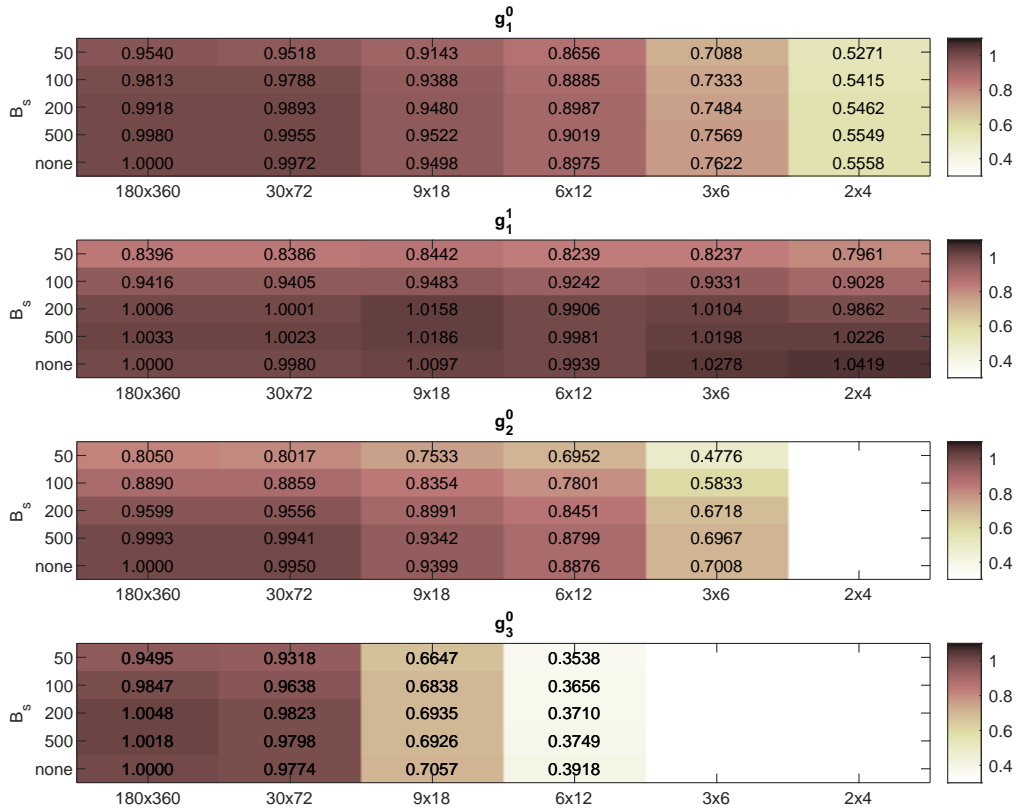 g₁⁰
50 0.9540 0.9518 0.9143 0.8656 0.7088 0.5271 1
100 0.9813 0.9788 0.9388 0.8885 0.7333 0.5415 0.8
Bₛ 200 0.9918 0.9893 0.9480 0.8987 0.7484 0.5462
500 0.9980 0.9955 0.9522 0.9019 0.7569 0.5549 0.6
none 1.0000 0.9972 0.9498 0.8975 0.7622 0.5558 0.4
180x360 30x72 9x18 6x12 3x6 2x4
g₁¹
50 0.8396 0.8386 0.8442 0.8239 0.8237 0.7961 1
100 0.9416 0.9405 0.9483 0.9242 0.9331 0.9028 0.8
Bₛ 200 1.0006 1.0001 1.0158 0.9906 1.0104 0.9862
500 1.0033 1.0023 1.0186 0.9981 1.0198 1.0226 0.6
none 1.0000 0.9980 1.0097 0.9939 1.0278 1.0419 0.4
180x360 30x72 9x18 6x12 3x6 2x4
g₂⁰
50 0.8050 0.8017 0.7533 0.6952 0.4776 1
100 0.8890 0.8859 0.8354 0.7801 0.5833 0.8
Bₛ 200 0.9599 0.9556 0.8991 0.8451 0.6718
500 0.9993 0.9941 0.9342 0.8799 0.6967 0.6
none 1.0000 0.9950 0.9399 0.8876 0.7008 0.4
180x360 30x72 9x18 6x12 3x6 2x4
g₃⁰
50 0.9495 0.9318 0.6647 0.3538 1
100 0.9847 0.9638 0.6838 0.3656 0.8
Bₛ 200 1.0048 0.9823 0.6935 0.3710
500 1.0018 0.9798 0.6926 0.3749 0.6
none 1.0000 0.9774 0.7057 0.3918 0.4
180x360 30x72 9x18 6x12 3x6 2x4